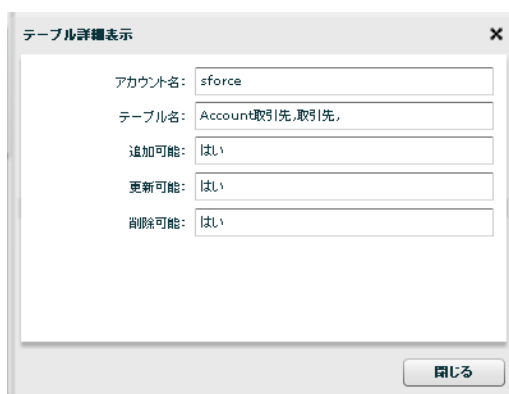 テーブル詳細表示
アカウント名: sforce
テーブル名: Account取引先,取引先,
追加可能: はい
更新可能: はい
削除可能: はい
閉じる